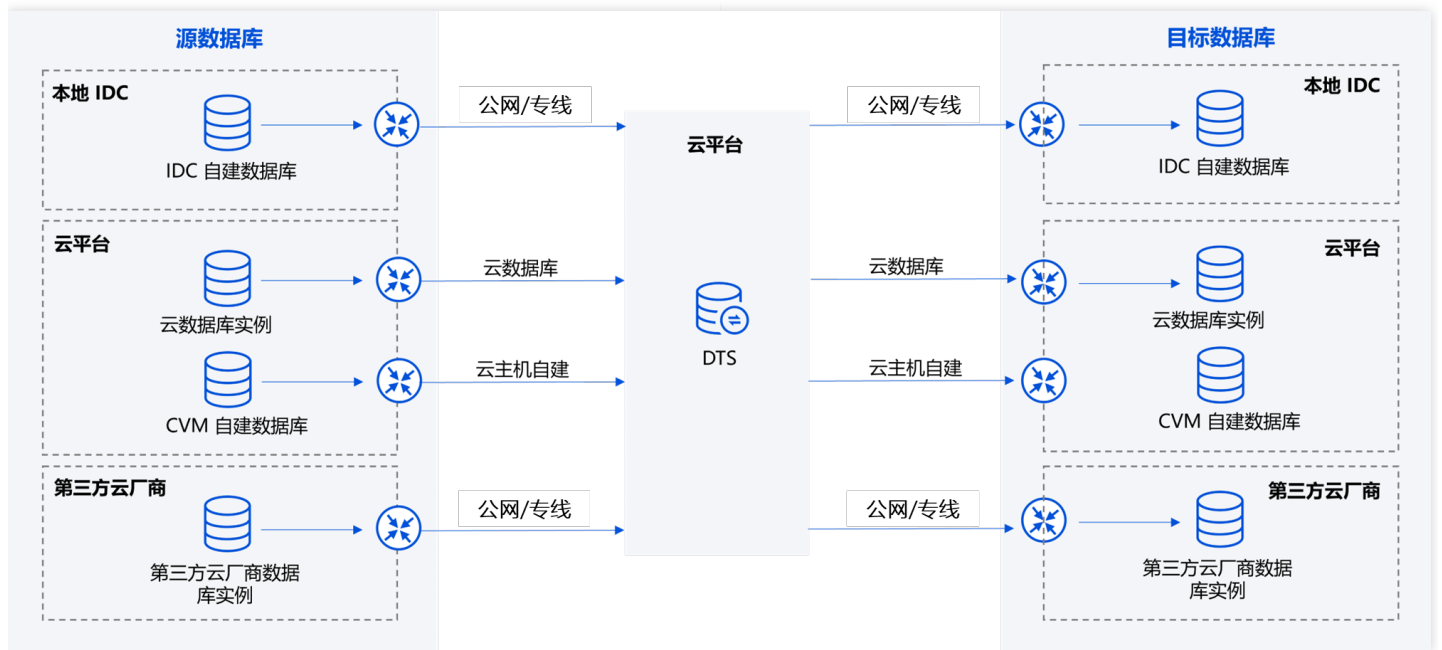 源数据库
本地 IDC
IDC 自建数据库
云平台
云数据库实例
CVM 自建数据库
第三方云厂商
第三方云厂商数据
库实例
公网/专线
云数据库
云主机自建
公网/专线
云平台
DTS
公网/专线
云数据库
云主机自建
公网/专线
目标数据库
本地 IDC
IDC 自建数据库
云平台
云数据库实例
CVM 自建数据库
第三方云厂商
第三方云厂商数据
库实例